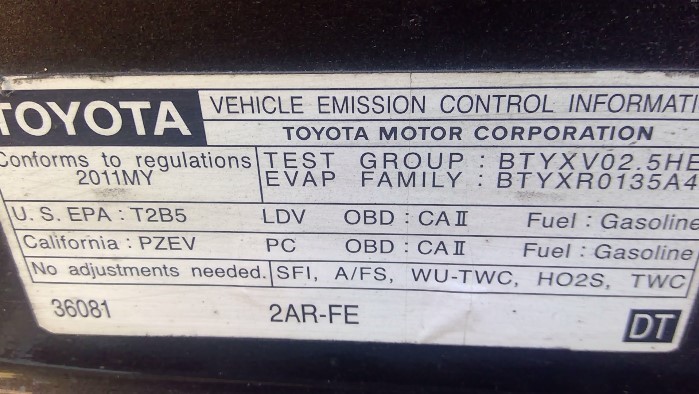 TOYOTA VEHICLE EMISSION CONTROL INFORMATI
TOYOTA MOTOR CORPORATION
Conforms to regulations TEST GROUP : BTYXV02.5HE
2011MY EVAP FAMILY : BTYXR0135A4
U.S. EPA : T2B5 LDV OBD : CA II Fuel : Gasoline
California : PZEV PC OBD : CA II Fuel : Gasoline
No adjustments needed. SFI, A/FS, WU-TWC, HO2S, TWC
36081 2AR-FE DT